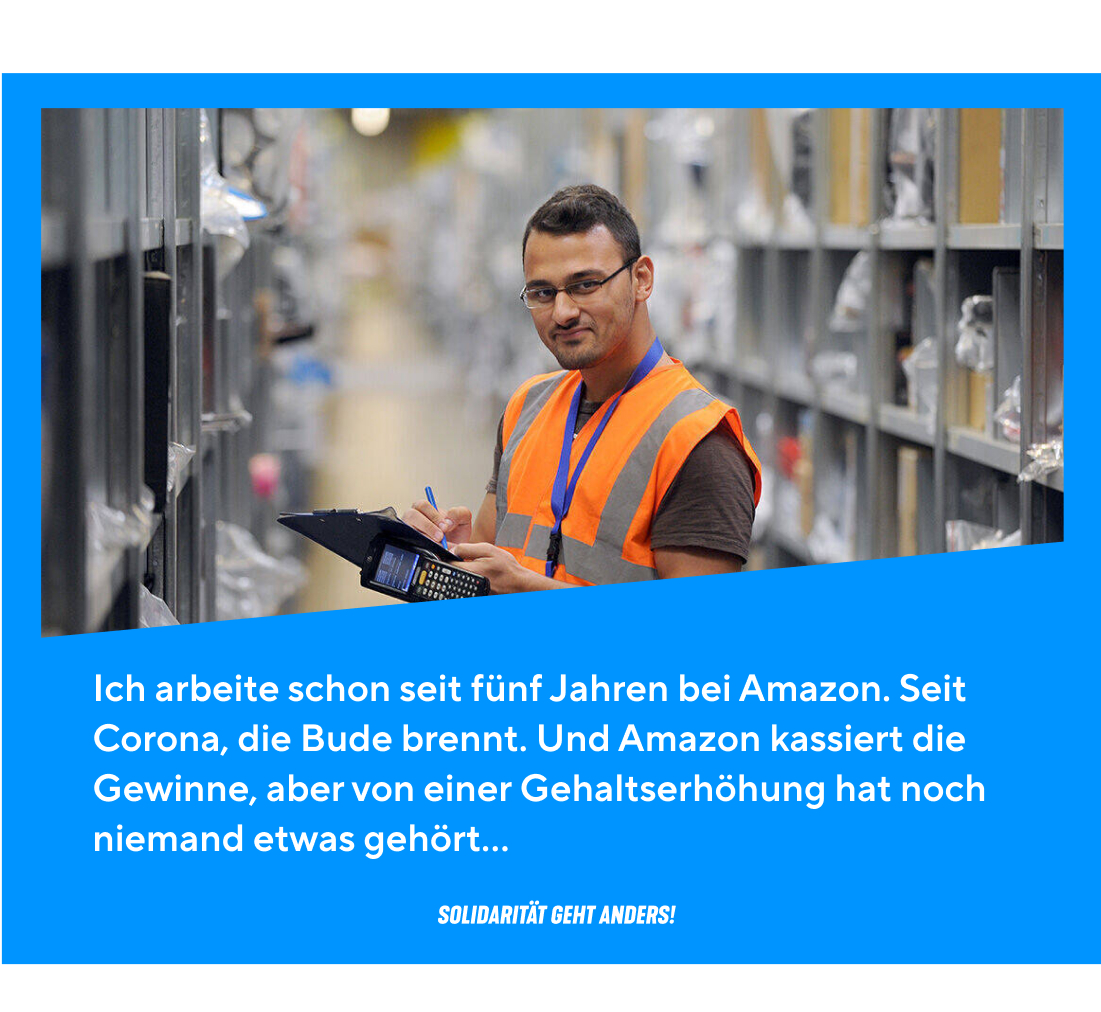 Ich arbeite schon seit fünf Jahren bei Amazon. Seit
Corona, die Bude brennt. Und Amazon kassiert die
Gewinne, aber von einer Gehaltserhöhung hat noch
niemand etwas gehört...
SOLIDARITÄT GEHT ANDERS!